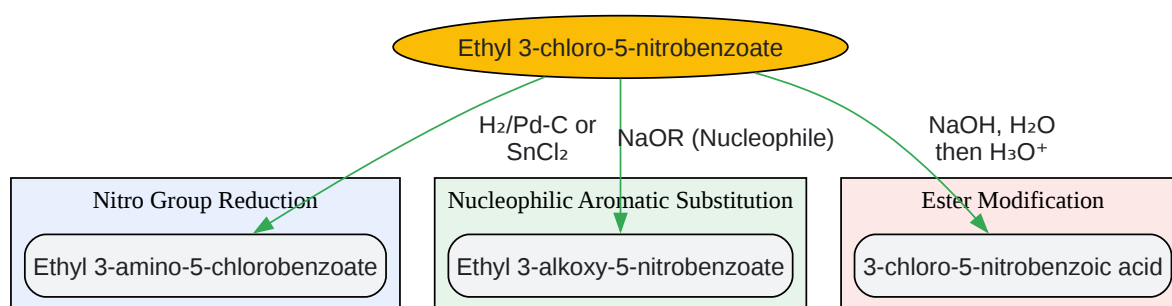 Ethyl 3-chloro-5-nitrobenzoate
H₂/Pd-C or
SnCl₂
NaOR (Nucleophile)
NaOH, H₂O
then H₃O⁺
Nitro Group Reduction
Nucleophilic Aromatic Substitution
Ester Modification
Ethyl 3-amino-5-chlorobenzoate
Ethyl 3-alkoxy-5-nitrobenzoate
3-chloro-5-nitrobenzoic acid